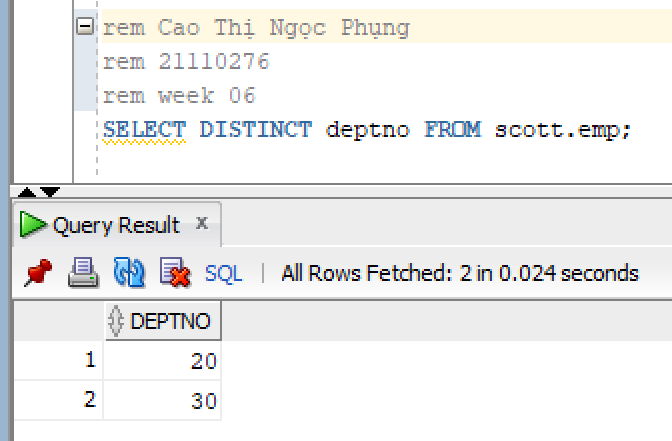 rem Cao Thị Ngọc Phụng
rem 21110276
rem week 06
SELECT DISTINCT deptno FROM scott.emp;
Query Result x
SQL | All Rows Fetched: 2 in 0.024 seconds
DEPTNO
1 20
2 30